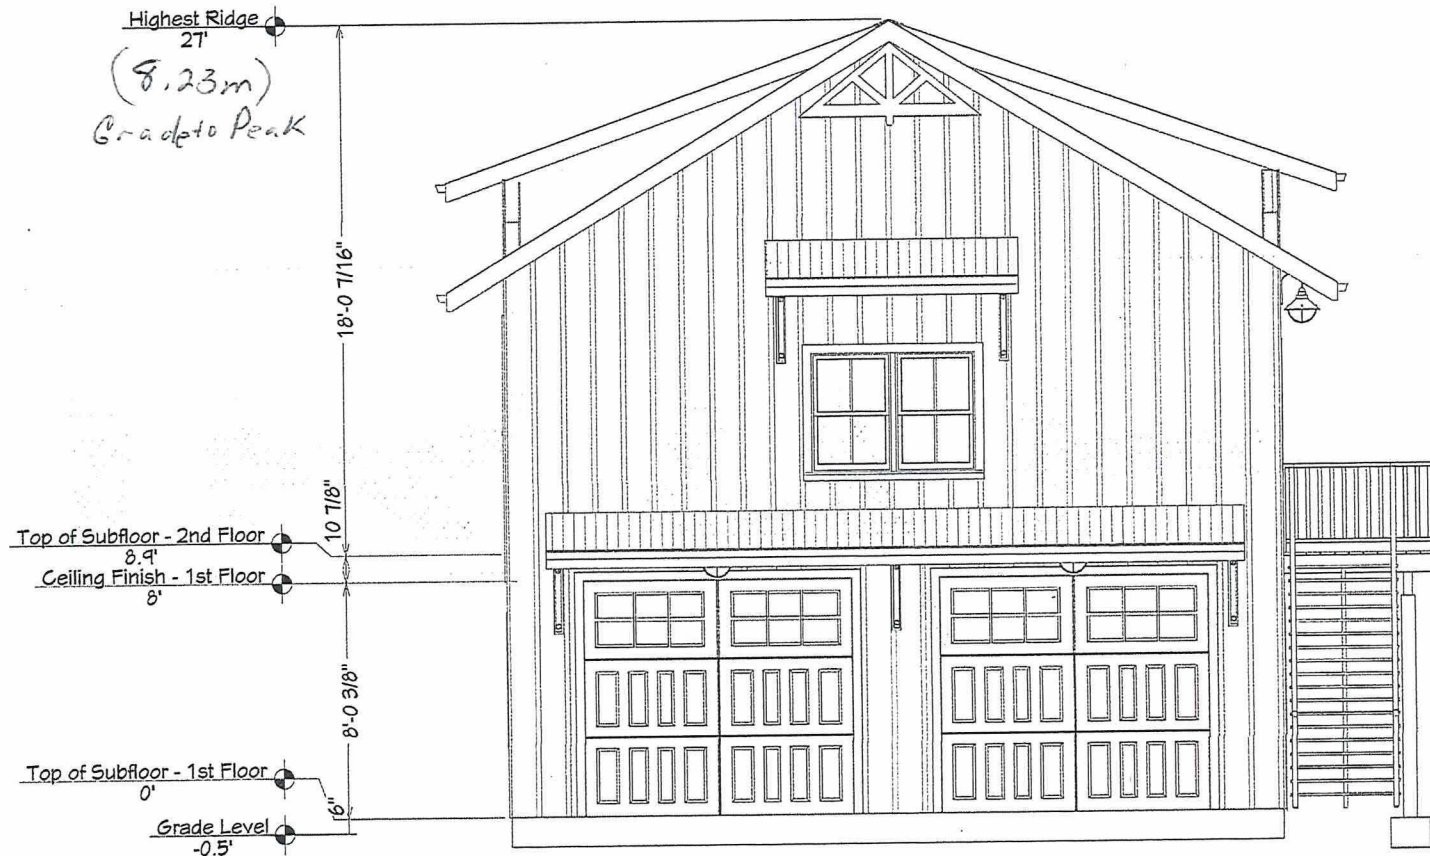 Highest Ridge
27'
(8.23m)
Grade to Peak
18'-0 7/16"
10 7/8"
Top of Subfloor - 2nd Floor
8.9'
Ceiling Finish - 1st Floor
8'
8'-0 3/8"
Top of Subfloor - 1st Floor
0'
6"
Grade Level
-0.5'